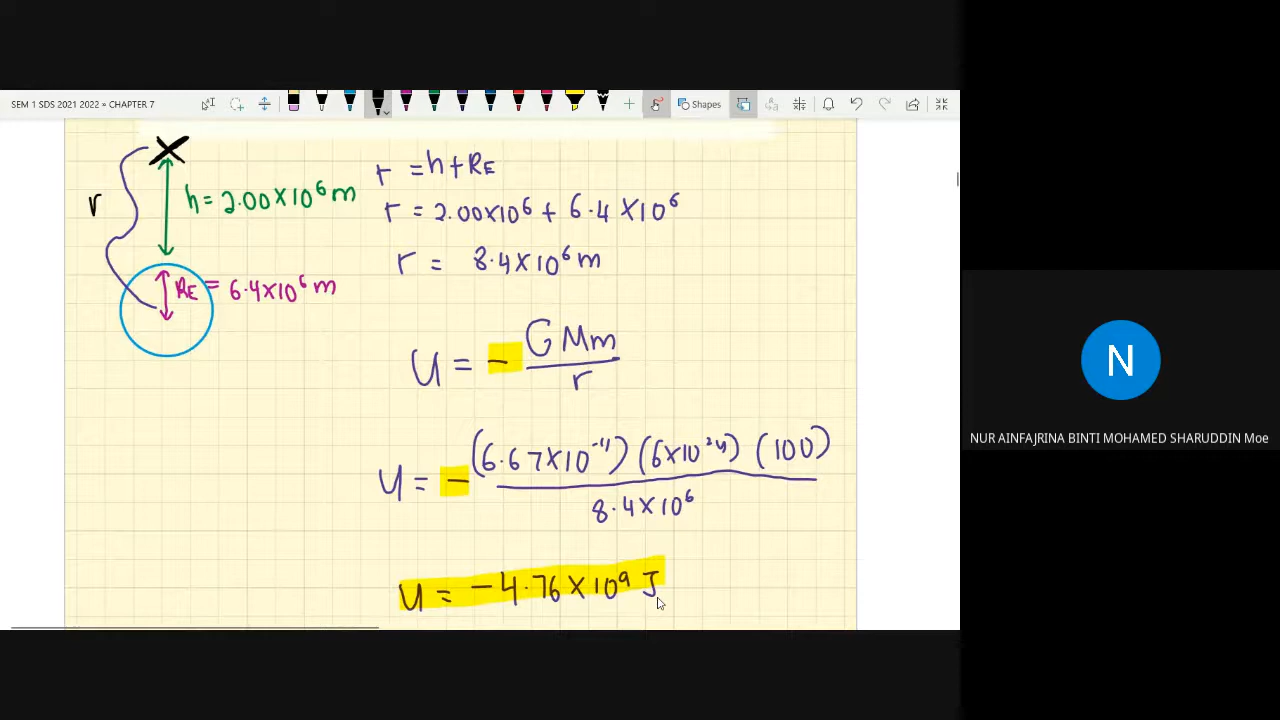 SEM 1 SDS 2021 2022 » CHAPTER 7
Shapes
r
h = 2.00 × 10⁶ m
RE = 6.4 × 10⁶ m
r = h + RE
r = 2.00 × 10⁶ + 6.4 × 10⁶
r = 8.4 × 10⁶ m
U = - GMm / r
U = - (6.67 × 10⁻¹¹) (6 × 10²⁴) (100) / 8.4 × 10⁶
U = - 4.76 × 10⁹ J
N
NUR AINFAJRINA BINTI MOHAMED SHARUDDIN Moe